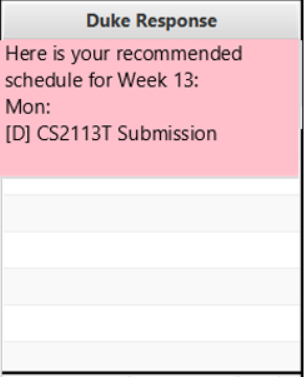 Duke Response
Here is your recommended
schedule for Week 13:
Mon:
[D] CS2113T Submission